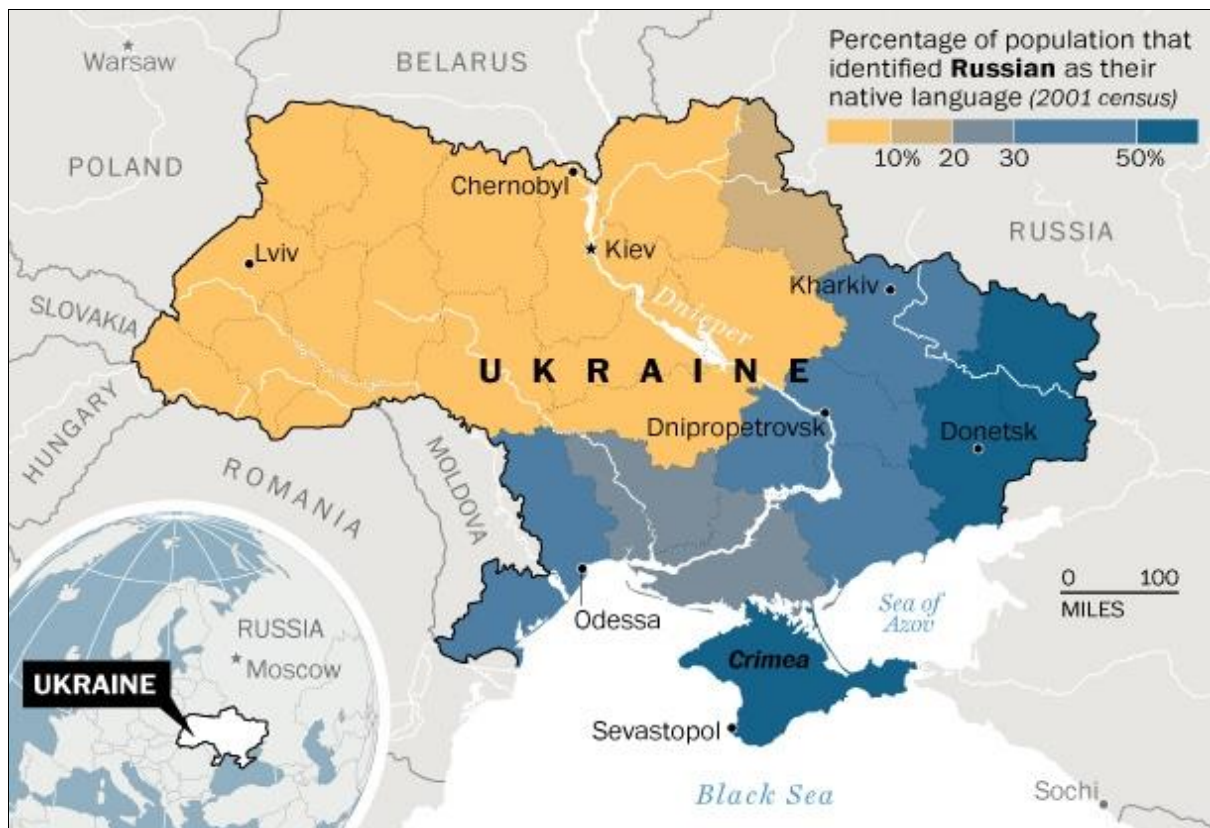 Percentage of population that
identified Russian as their
native language (2001 census)
10% 20 30 50%
Warsaw
BELARUS
POLAND
Chernobyl
RUSSIA
Lviv
Kiev
Kharkiv
SLOVAKIA
Dnieper
UKRAINE
HUNGARY
Dnipropetrovsk
Donetsk
MOLDOVA
ROMANIA
0 100
MILES
Odessa
Sea of
Azov
Crimea
RUSSIA
Moscow
UKRAINE
Sevastopol
Black Sea
Sochi